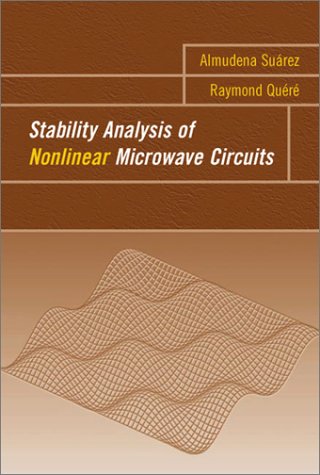 Almudena Suárez
Raymond Quéré
Stability Analysis of
Nonlinear Microwave Circuits